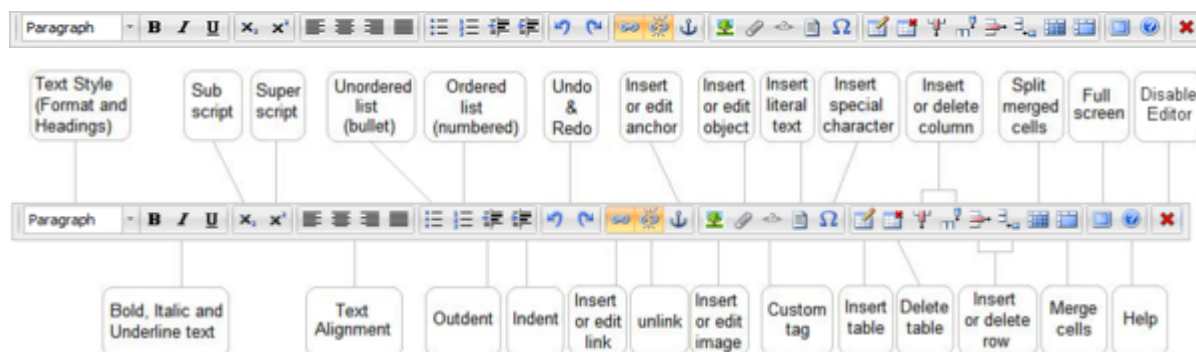 Paragraph B I U
Text Style
(Format and
Headings)
Sub
script
Super
script
Unordered
list
(bullet)
Ordered
list
(numbered)
Undo
&
Redo
Insert
or edit
anchor
Insert
or edit
object
Insert
literal
text
Insert
special
character
Insert
or delete
column
Split
merged
cells
Full
screen
Disable
Editor
Paragraph B I U
Bold, Italic and
Underline text
Text
Alignment
Outdent
Indent
Insert
or edit
link
unlink
Insert
or edit
image
Custom
tag
Insert
table
Delete
table
Insert
or delete
row
Merge
cells
Help